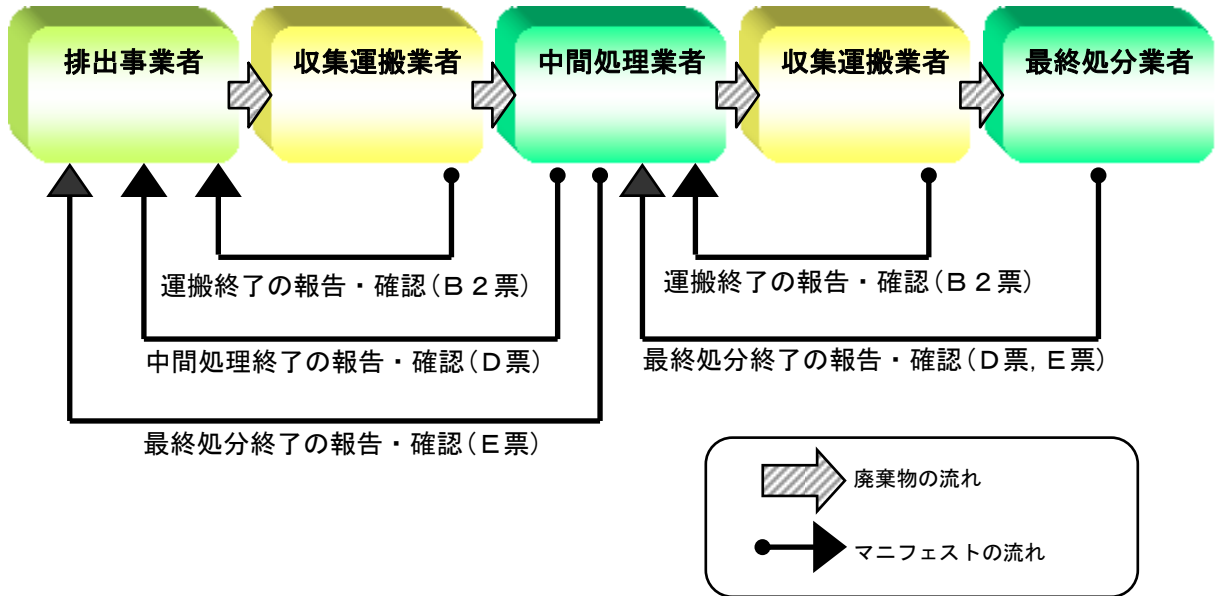 排出事業者
収集運搬業者
中間処理業者
収集運搬業者
最終処分業者
運搬終了の報告・確認(B2票)
運搬終了の報告・確認(B2票)
中間処理終了の報告・確認(D票)
最終処分終了の報告・確認(D票,E票)
最終処分終了の報告・確認(E票)
廃棄物の流れ
マニフェストの流れ